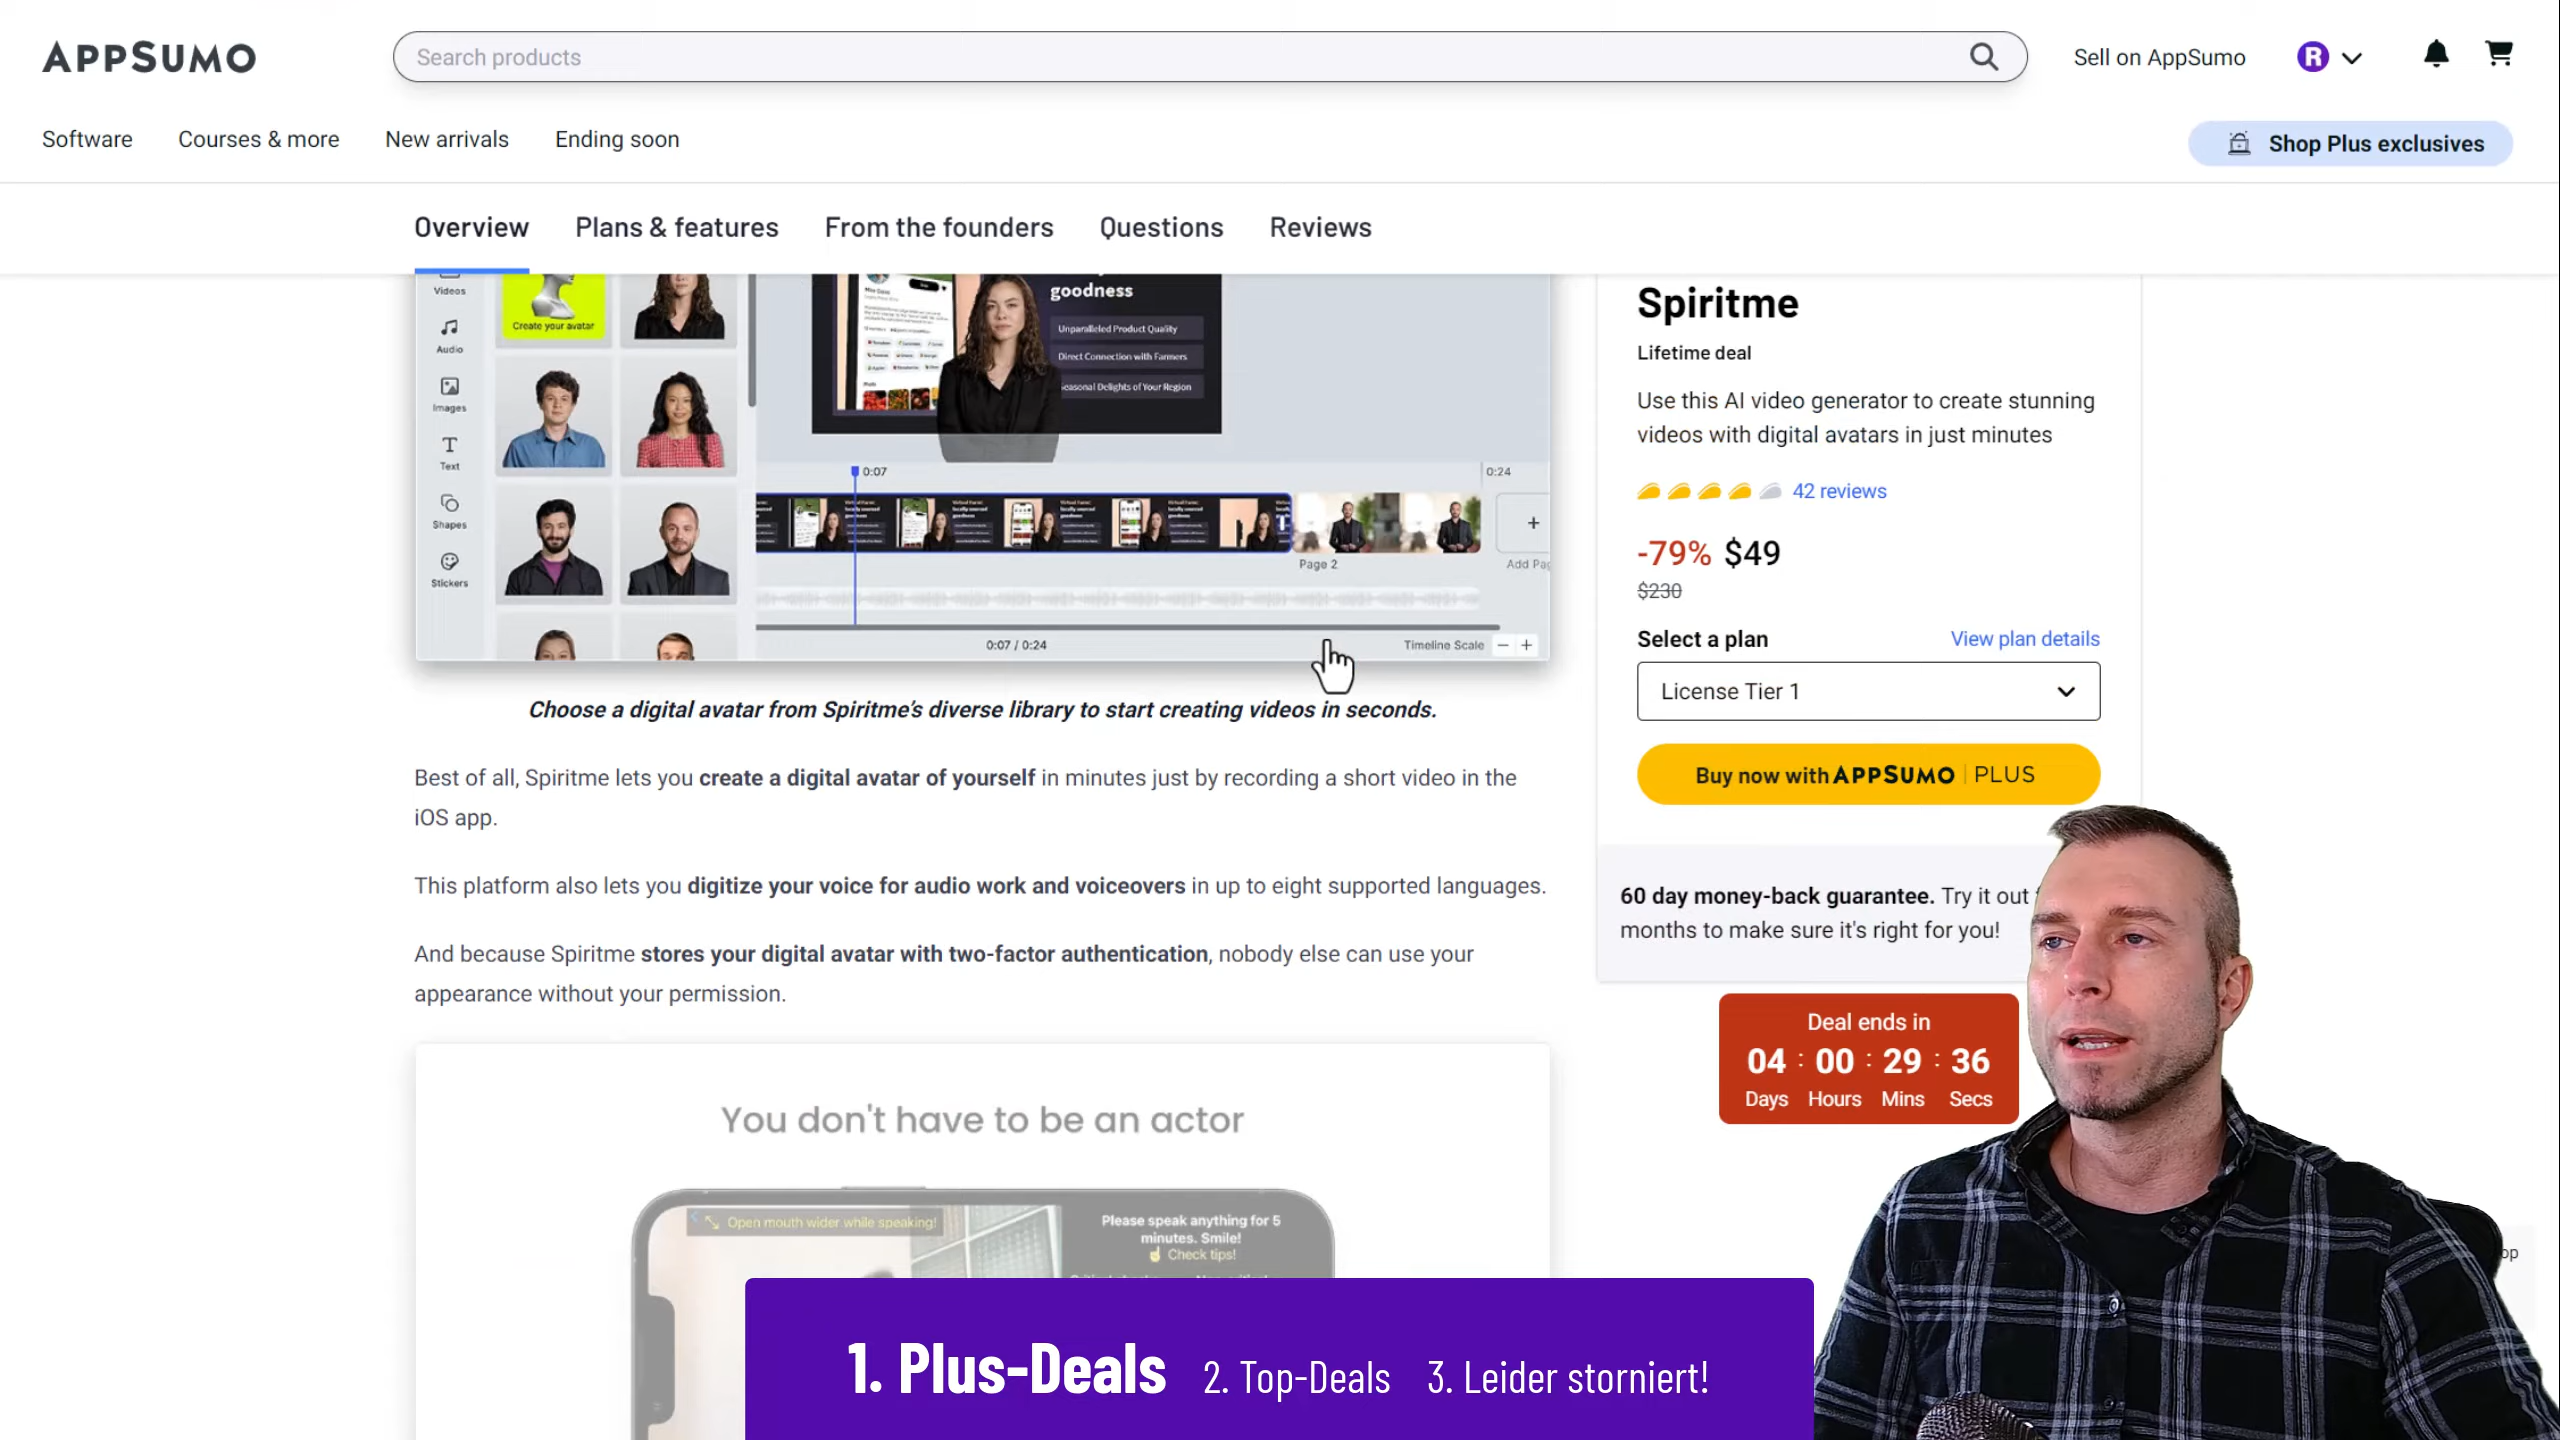 APPSUMO
Search products
Sell on AppSumo
R
Software
Courses & more
New arrivals
Ending soon
Shop Plus exclusives
Overview
Plans & features
From the founders
Questions
Reviews
Videos
Audio
Images
Text
Shapes
Stickers
Create your avatar
goodness
Unparalleled Product Quality
Direct Connection with Farmers
Seasonal Delights of Your Region
0:07
0:24
Page 2
Add Pag
0:07 / 0:24
Timeline Scale
Choose a digital avatar from Spiritme's diverse library to start creating videos in seconds.
Best of all, Spiritme lets you create a digital avatar of yourself in minutes just by recording a short video in the
iOS app.
This platform also lets you digitize your voice for audio work and voiceovers in up to eight supported languages.
And because Spiritme stores your digital avatar with two-factor authentication, nobody else can use your
appearance without your permission.
You don't have to be an actor
Open mouth wider while speaking!
Please speak anything for 5
minutes. Smile!
Check tips!
Spiritme
Lifetime deal
Use this AI video generator to create stunning
videos with digital avatars in just minutes
42 reviews
-79% $49
$230
Select a plan
View plan details
License Tier 1
Buy now with APPSUMO | PLUS
60 day money-back guarantee. Try it out
months to make sure it's right for you!
Deal ends in
04 : 00 : 29 : 36
Days Hours Mins Secs
op
1. Plus-Deals 2. Top-Deals 3. Leider storniert!